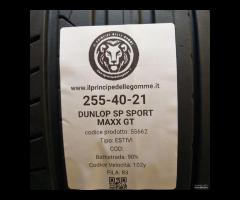 www.ilprincipedellegomme.it
255-40-21
DUNLOP SP SPORT
MAXX GT
codice prodotto: 55662
Tipo: ESTIVI
COD:
Battistrada: 90%
Codice Velocità: 102y
FILA: 83